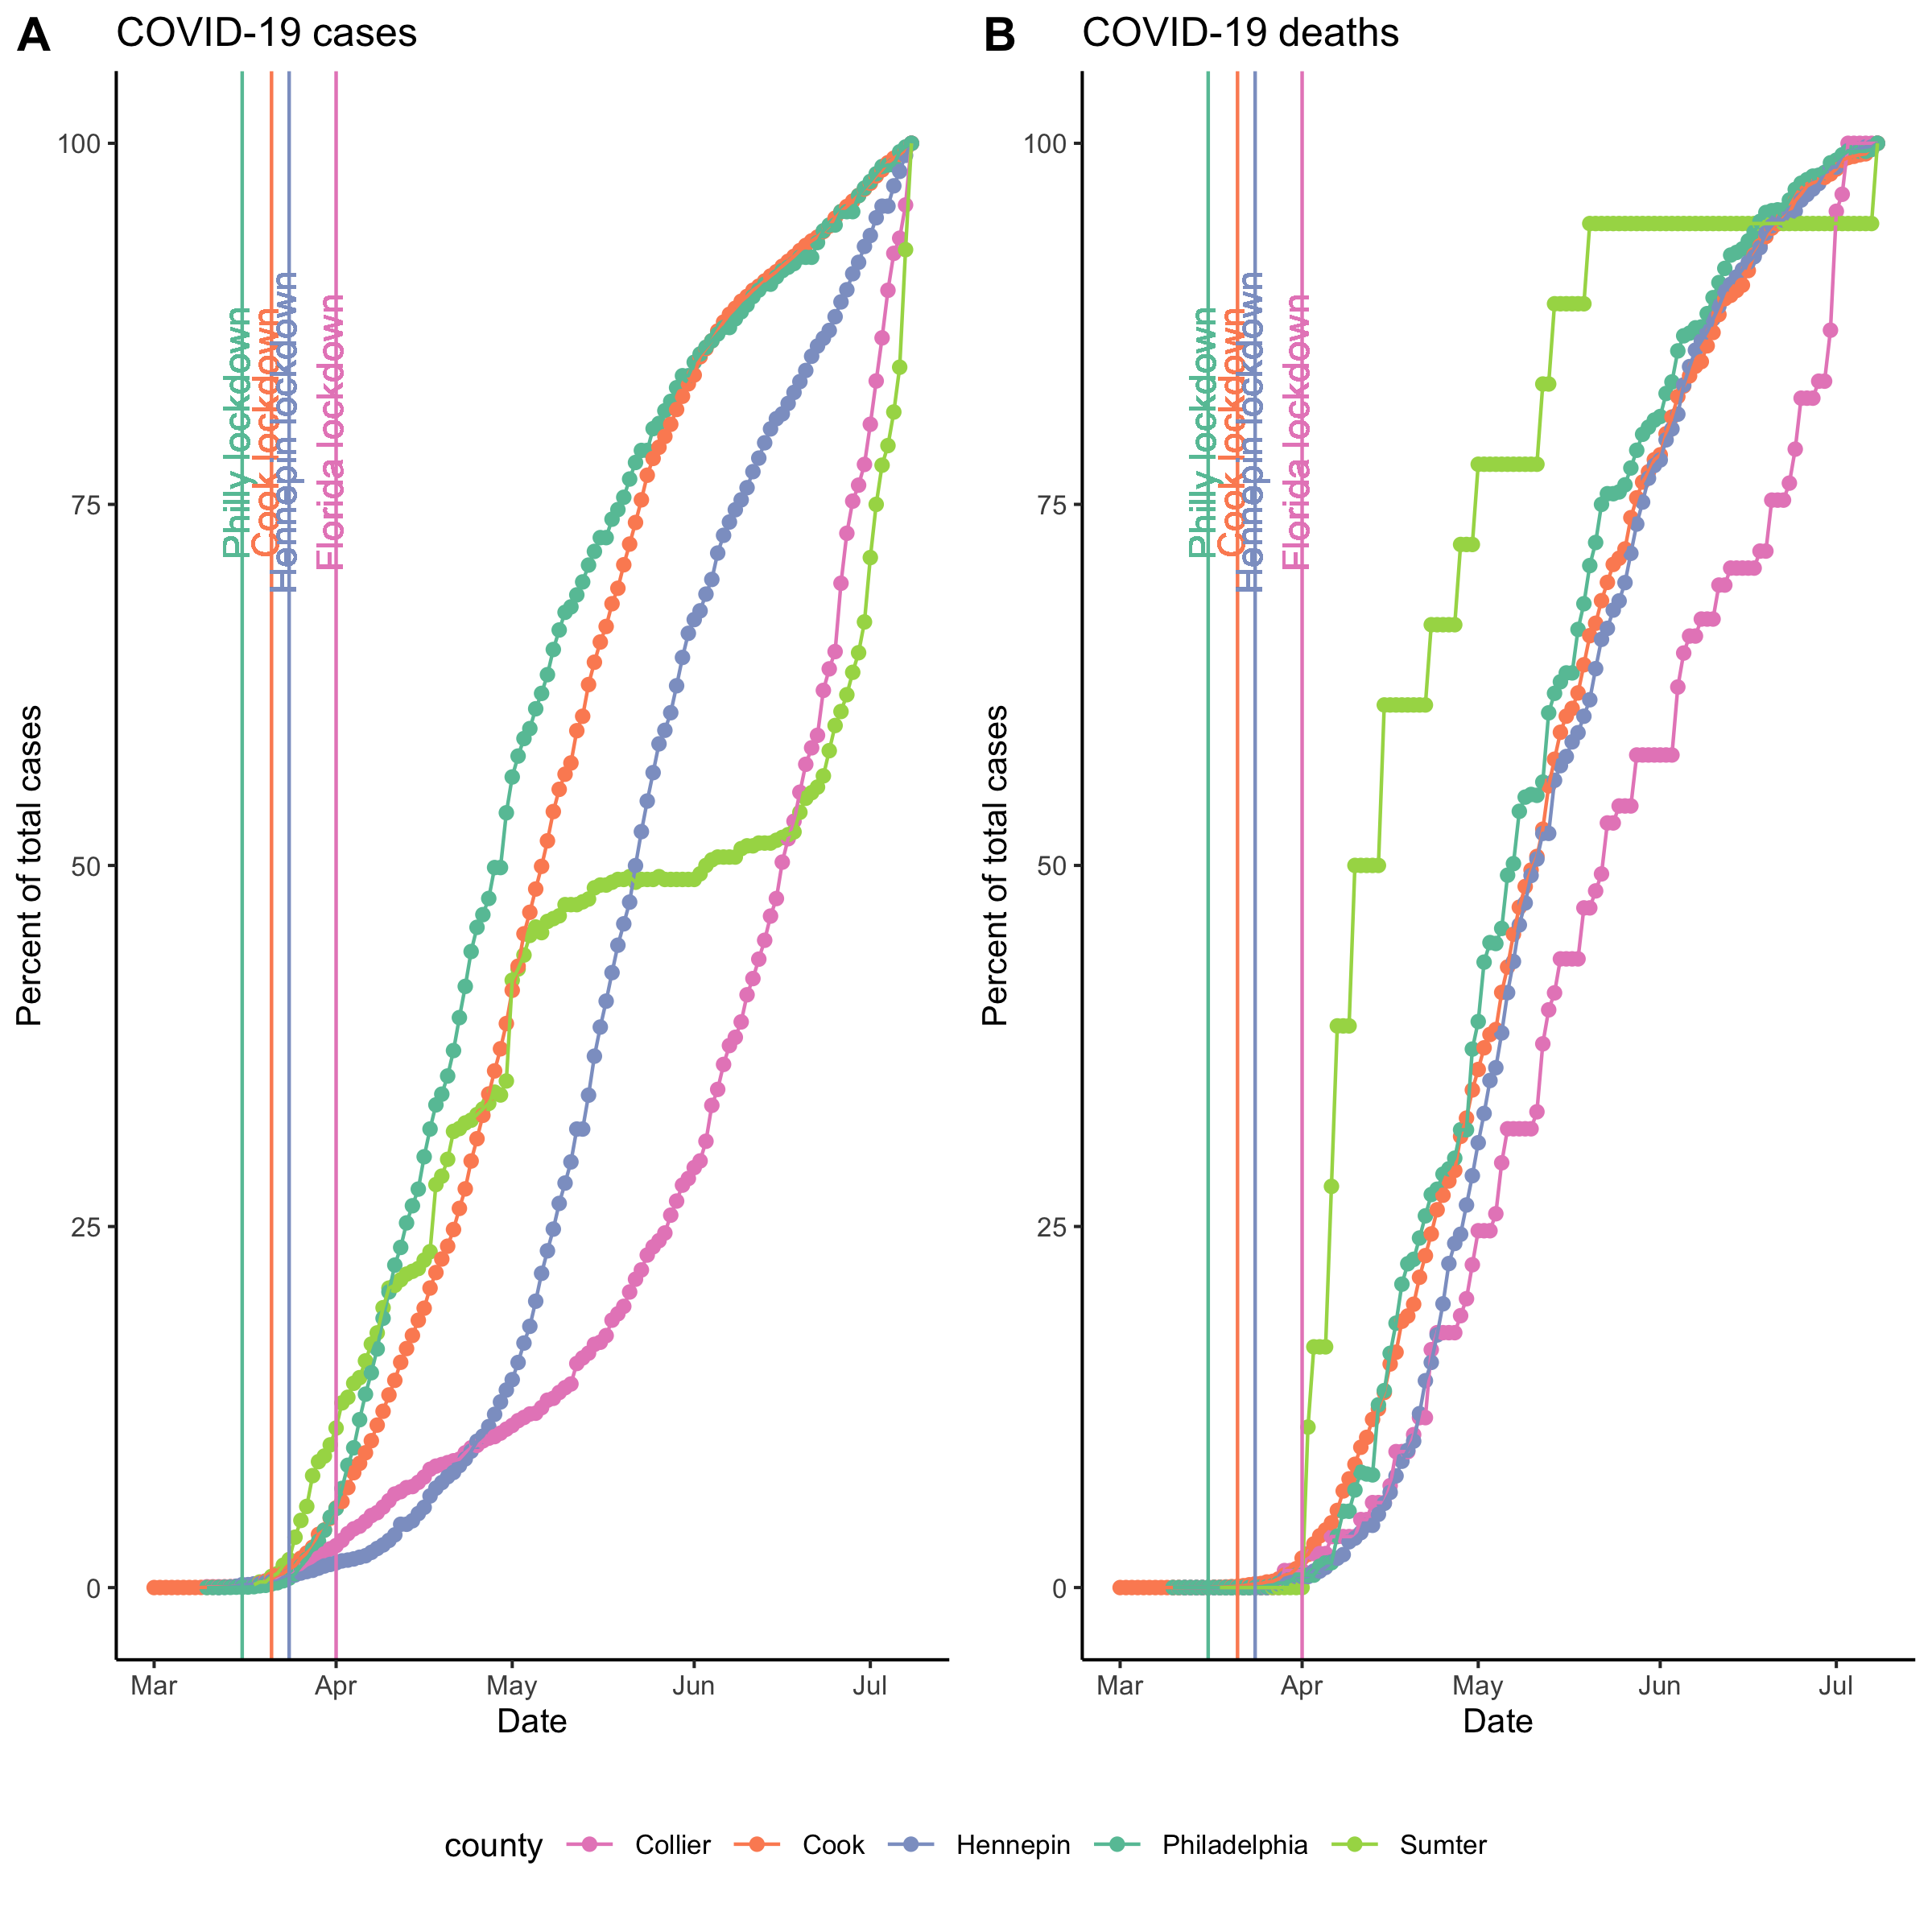 A COVID-19 cases
Percent of total cases
100
75
50
25
0
Philly lockdown
Cook lockdown
Hennepin lockdown
Florida lockdown
Mar Apr May Jun Jul
Date
B COVID-19 deaths
Percent of total cases
100
75
50
25
0
Philly lockdown
Cook lockdown
Hennepin lockdown
Florida lockdown
Mar Apr May Jun Jul
Date
county Collier Cook Hennepin Philadelphia Sumter